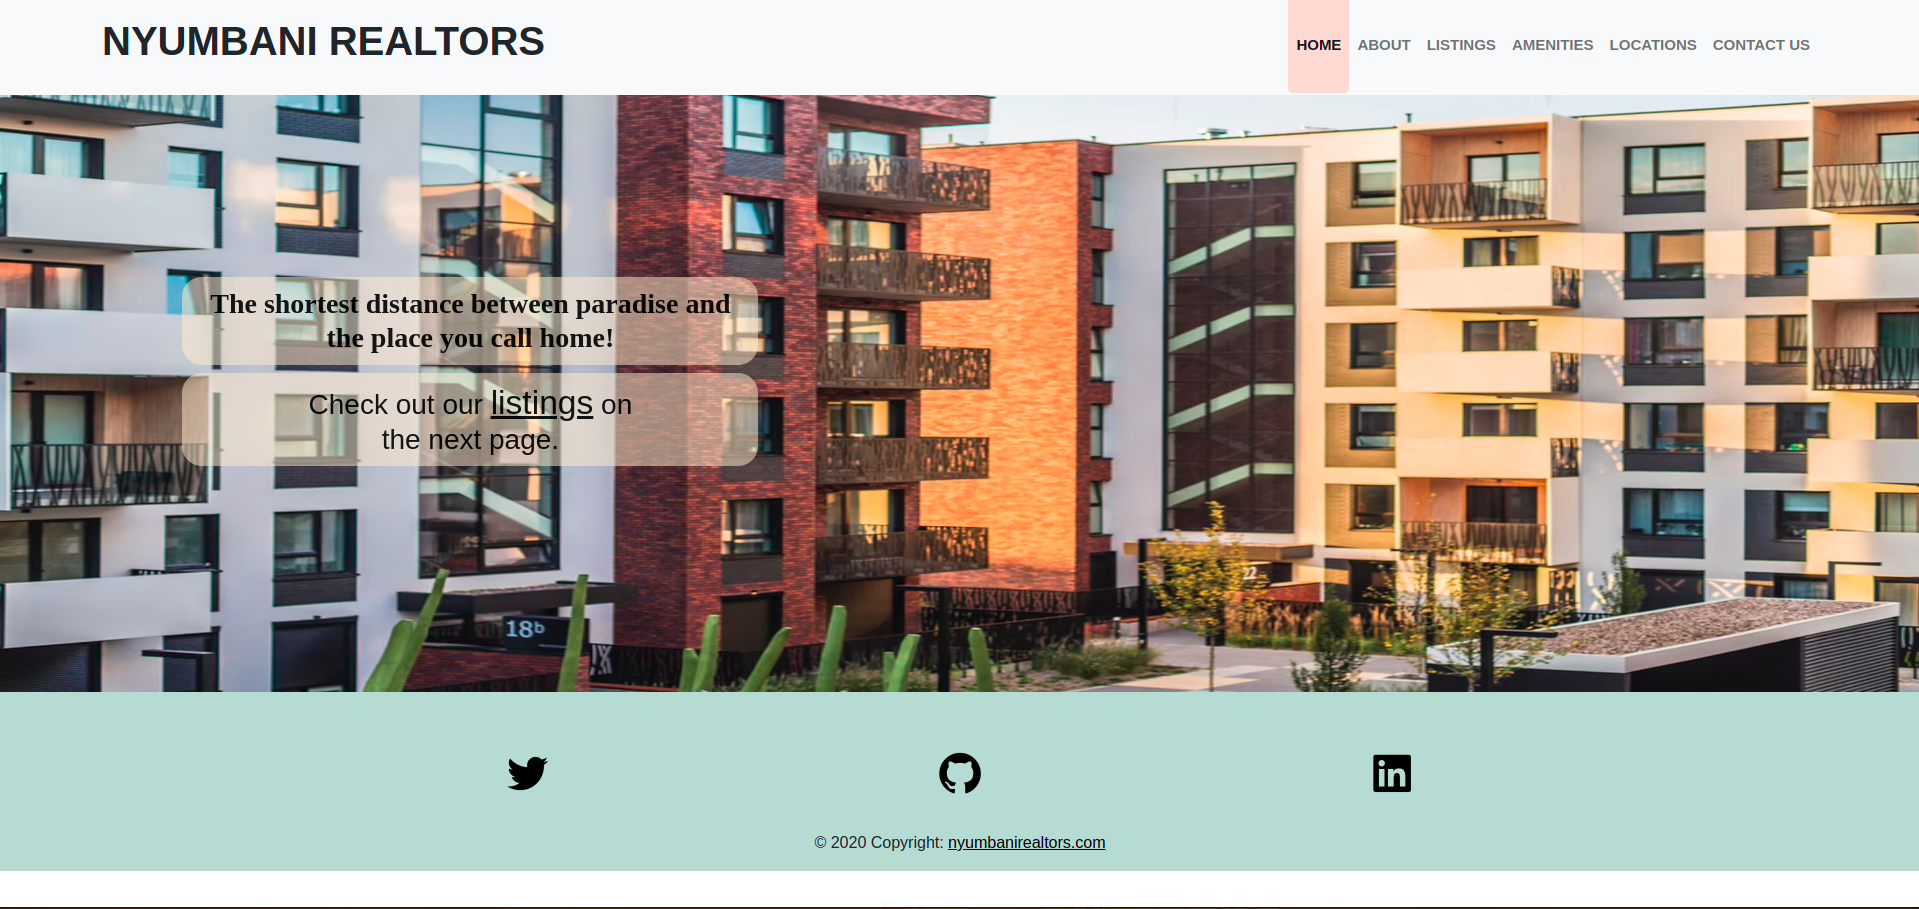 NYUMBANI REALTORS
HOME ABOUT LISTINGS AMENITIES LOCATIONS CONTACT US
The shortest distance between paradise and
the place you call home!
Check out our listings on
the next page.
22
18b
© 2020 Copyright: nyumbanirealtors.com